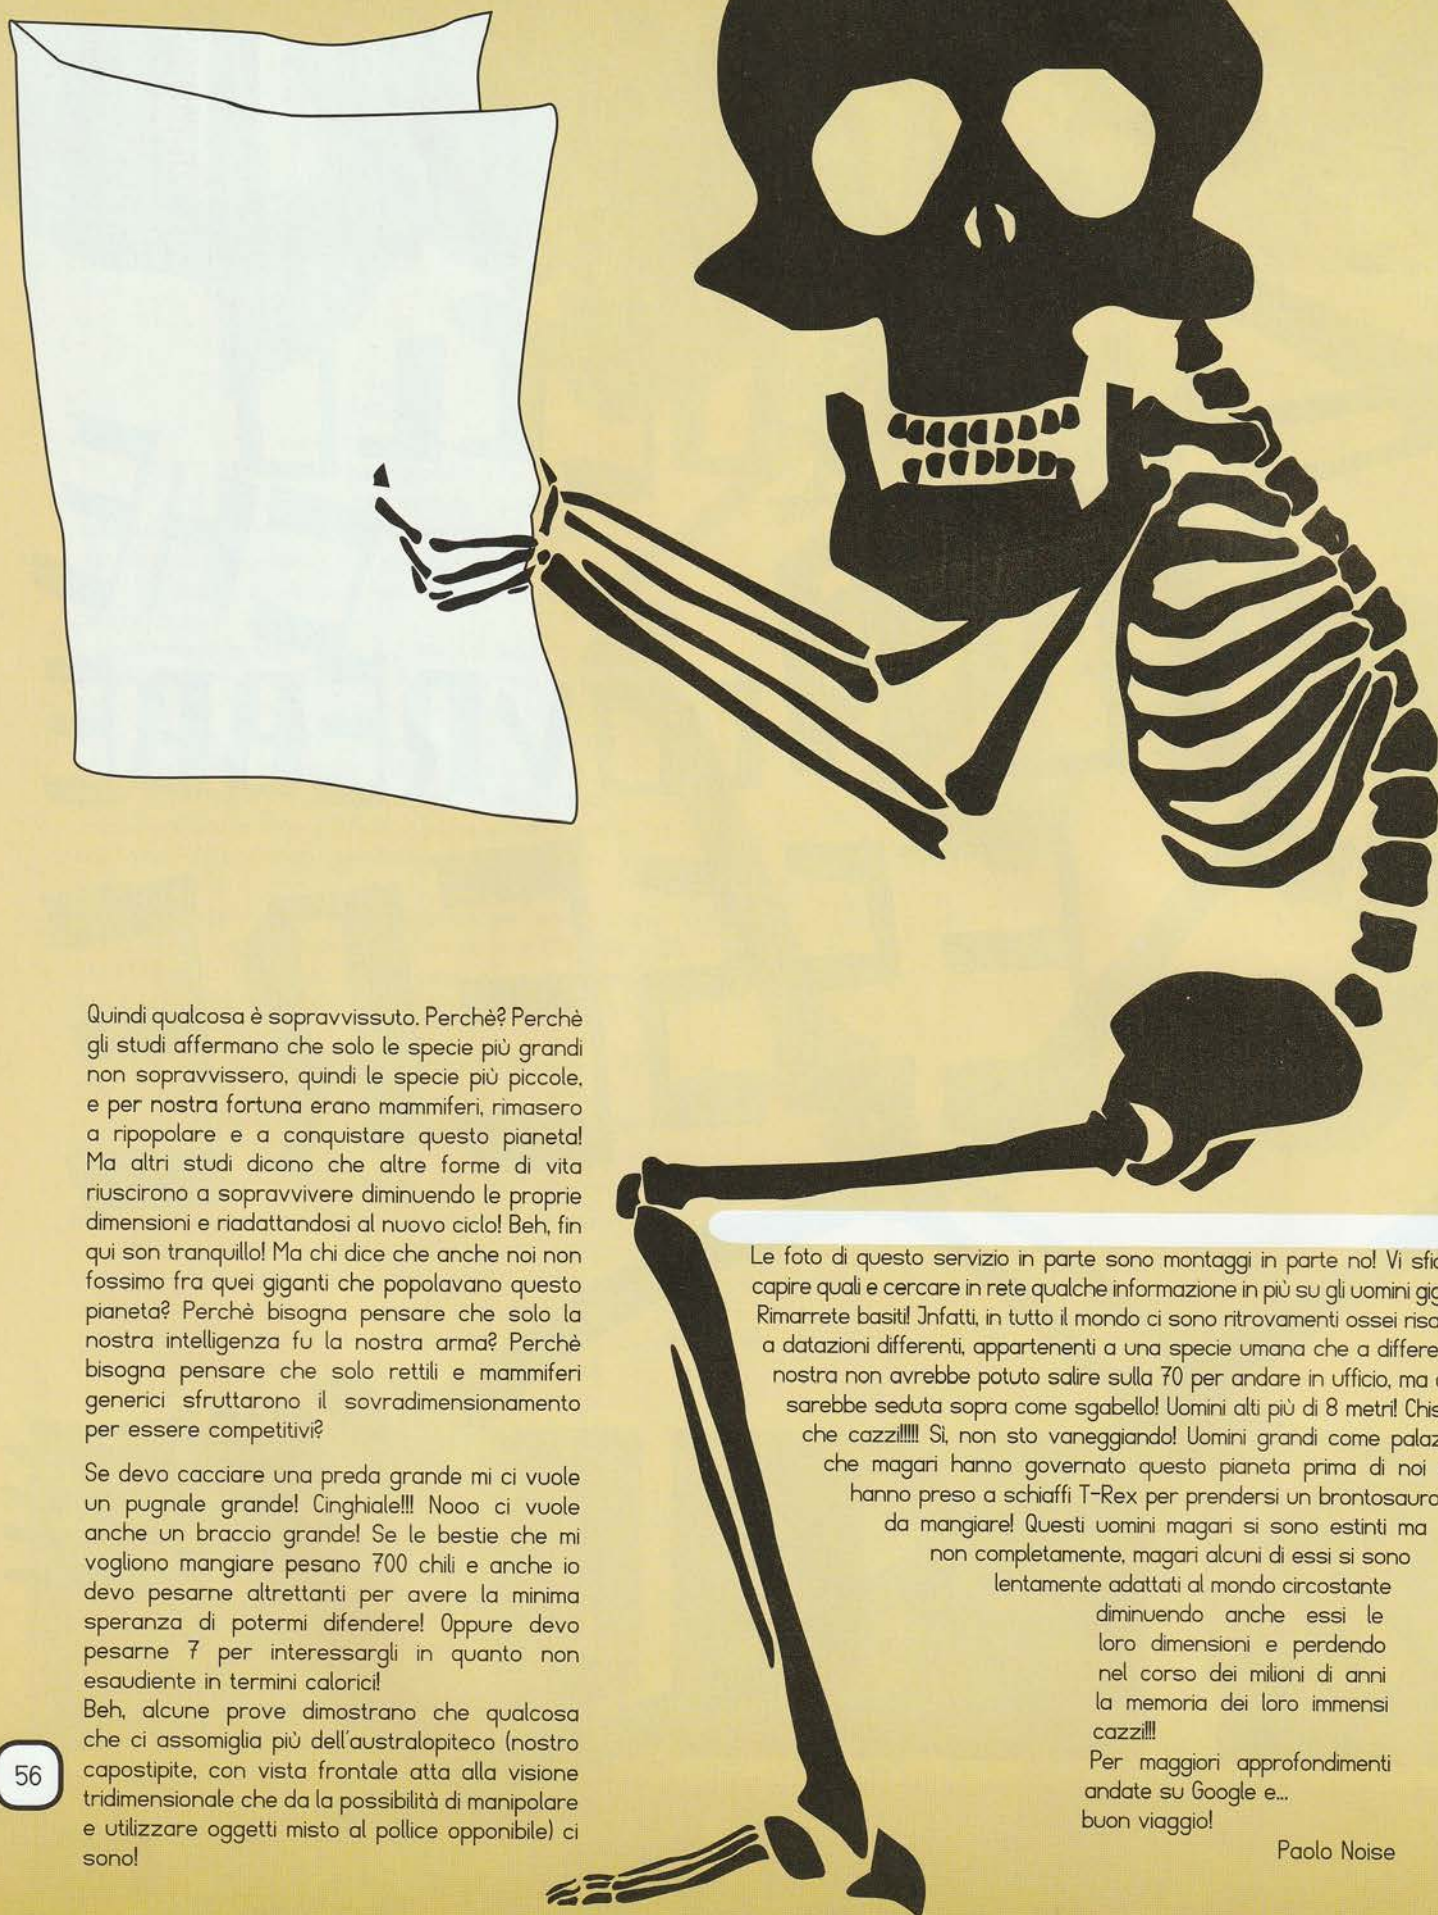 Quindi qualcosa è sopravvissuto. Perchè? Perchè
gli studi affermano che solo le specie più grandi
non sopravvissero, quindi le specie più piccole,
e per nostra fortuna erano mammiferi, rimasero
a ripopolare e a conquistare questo pianeta!
Ma altri studi dicono che altre forme di vita
riuscirono a sopravvivere diminuendo le proprie
dimensioni e riadattandosi al nuovo ciclo! Beh, fin
qui son tranquillo! Ma chi dice che anche noi non
fossimo fra quei giganti che popolavano questo
pianeta? Perchè bisogna pensare che solo la
nostra intelligenza fu la nostra arma? Perchè
bisogna pensare che solo rettili e mammiferi
generici sfruttarono il sovradimensionamento
per essere competitivi?
Se devo cacciare una preda grande mi ci vuole
un pugnale grande! Cinghiale!!! Nooo ci vuole
anche un braccio grande! Se le bestie che mi
vogliono mangiare pesano 700 chili e anche io
devo pesarne altrettanti per avere la minima
speranza di potermi difendere! Oppure devo
pesarne 7 per interessargli in quanto non
esaudiente in termini calorici!
Beh, alcune prove dimostrano che qualcosa
che ci assomiglia più dell'australopiteco (nostro
capostipite, con vista frontale atta alla visione
tridimensionale che da la possibilità di manipolare
e utilizzare oggetti misto al pollice opponibile) ci
sono!
56
Le foto di questo servizio in parte sono montaggi in parte no! Vi
capire quali e cercare in rete qualche informazione in più su gli uomini
Rimarrete basiti! Infatti, in tutto il mondo ci sono ritrovamenti ossei
a datazioni differenti, appartenenti a una specie umana che a
nostra non avrebbe potuto salire sulla 70 per andare in ufficio, ma
sarebbe seduta sopra come sgabello! Uomini alti più di 8 metri!
che cazzi!!!!! Sì, non sto vaneggiando! Uomini grandi come
che magari hanno governato questo pianeta prima di noi
hanno preso a schiaffi T-Rex per prendersi un brontosauro
da mangiare! Questi uomini magari si sono estinti ma
non completamente, magari alcuni di essi si sono
lentamente adattati al mondo circostante
diminuendo anche essi le
loro dimensioni e perdendo
nel corso dei milioni di anni
la memoria dei loro immensi
cazzi!!!!
Per maggiori approfondimenti
andate su Google e...
buon viaggio!
Paolo Noise